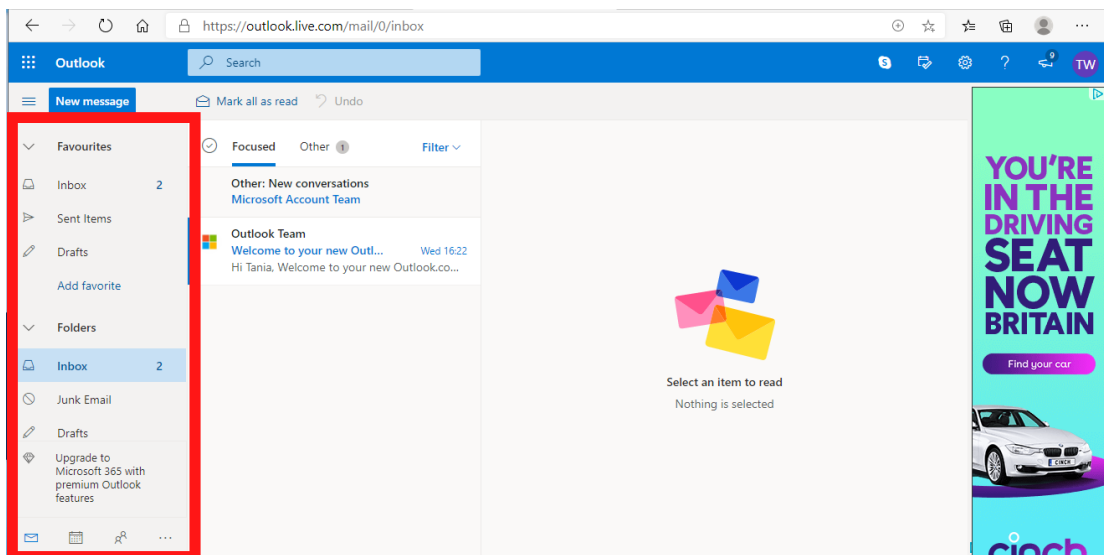 https://outlook.live.com/mail/0/inbox
Outlook
Search
S
?
9
TW
New message
Mark all as read
Undo
Favourites
Inbox 2
Sent Items
Drafts
Add favorite
Folders
Inbox 2
Junk Email
Drafts
Upgrade to
Microsoft 365 with
premium Outlook
features
Focused Other 1 Filter
Other: New conversations
Microsoft Account Team
Outlook Team
Welcome to your new Outl... Wed 16:22
Hi Tania, Welcome to your new Outlook.co...
Select an item to read
Nothing is selected
YOU'RE
IN THE
DRIVING
SEAT
NOW
BRITAIN
Find your car
CINCH
cinch